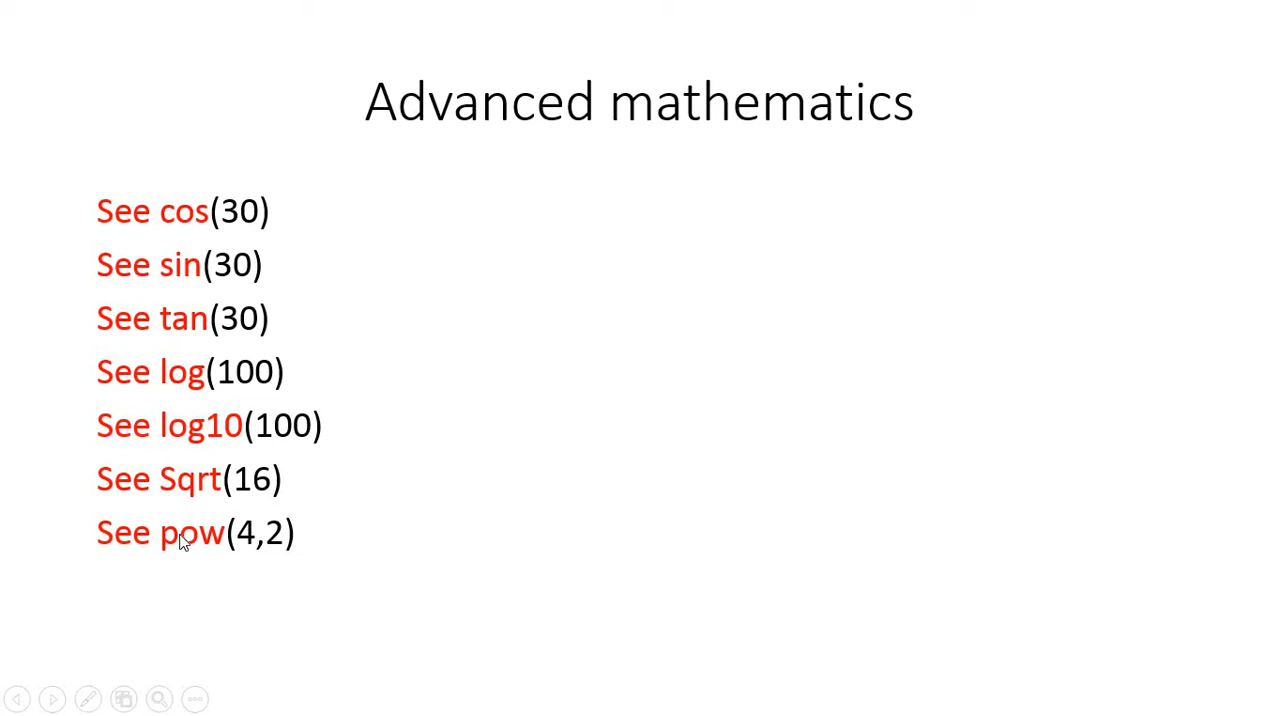 Advanced mathematics
See cos(30)
See sin(30)
See tan(30)
See log(100)
See log10(100)
See Sqrt(16)
See pow(4,2)